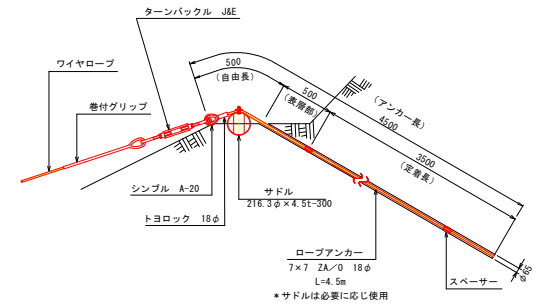 ターンバックル J&E
ワイヤロープ
巻付グリップ
500
(自由長)
500
(表層部)
(アンカー長)
4500
3500
(定着長)
シンブル A-20
トヨロック 18φ
サドル
216.3φ×4.5t-300
ロープアンカー
7×7 ZA/O 18φ
L=4.5m
*サドルは必要に応じ使用
スペーサー
φ65